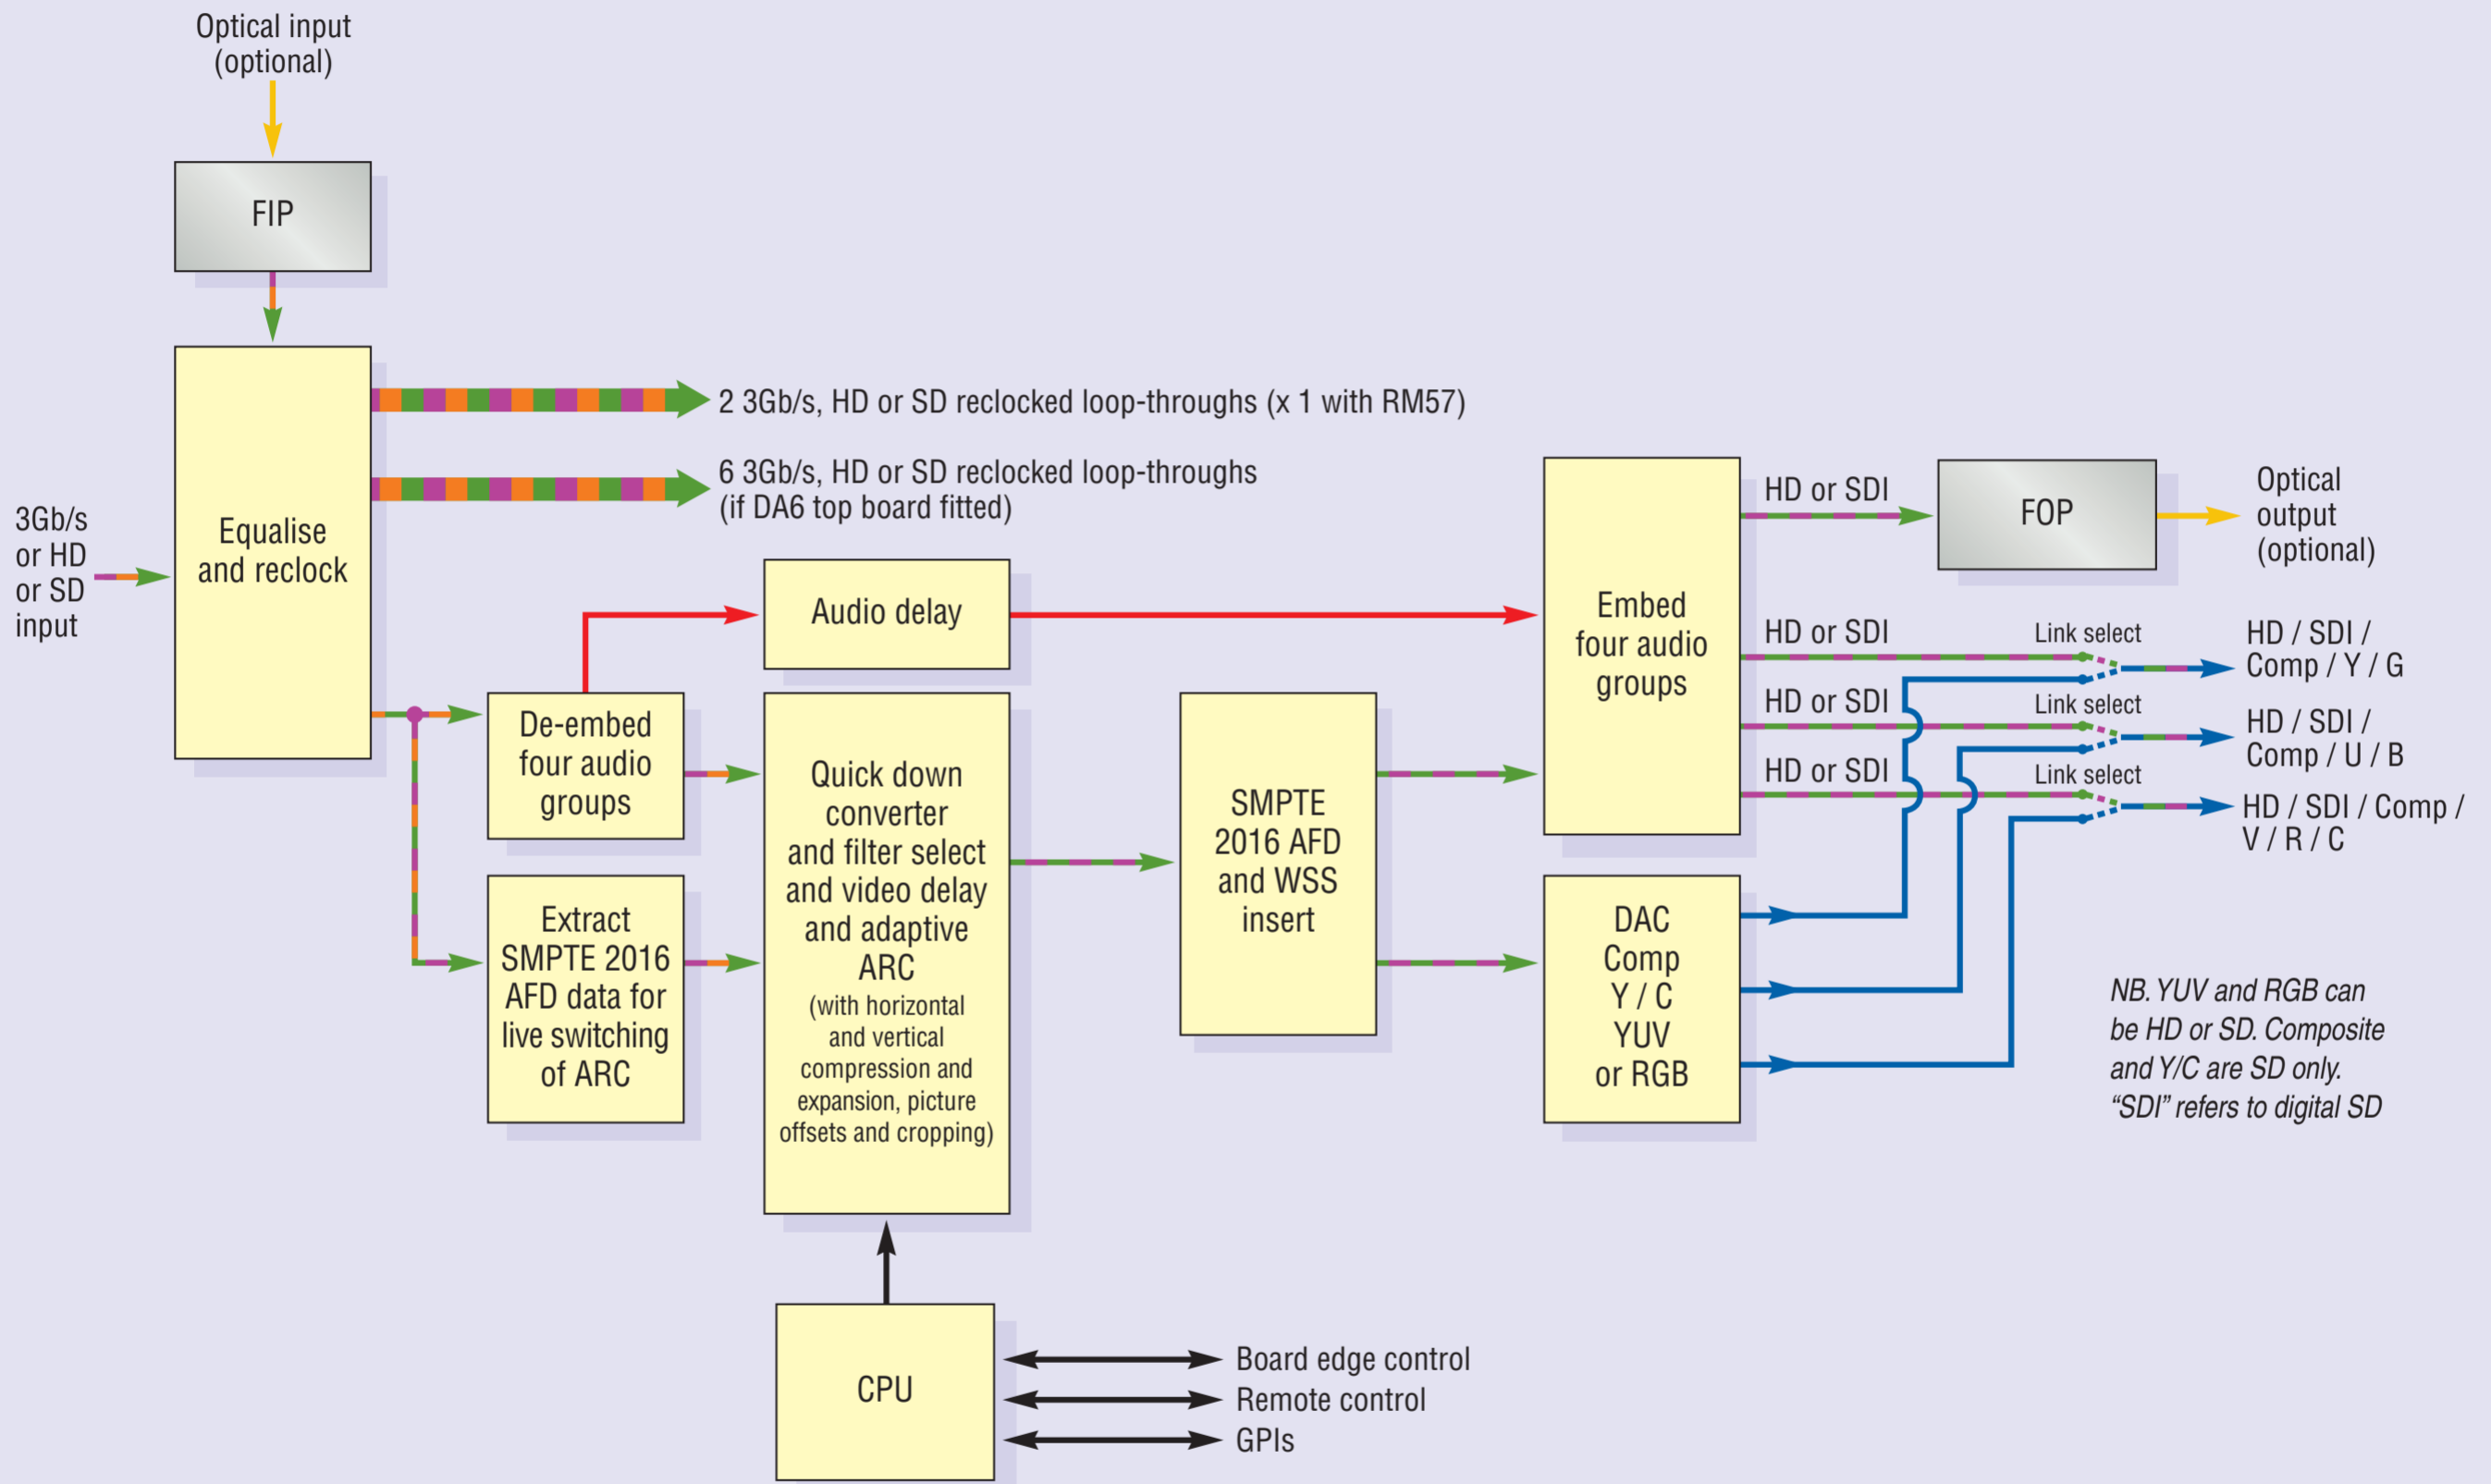 Optical input
(optional)
FIP
Equalise
and reclock
3Gb/s
or HD
or SD
input
2 3Gb/s, HD or SD reclocked loop-throughs (x 1 with RM57)
6 3Gb/s, HD or SD reclocked loop-throughs
(if DA6 top board fitted)
Audio delay
De-embed
four audio
groups
Extract
SMPTE 2016
AFD data for
live switching
of ARC
Quick down
converter
and filter select
and video delay
and adaptive
ARC
(with horizontal
and vertical
compression and
expansion, picture
offsets and cropping)
SMPTE
2016 AFD
and WSS
insert
Embed
four audio
groups
DAC
Comp
Y / C
YUV
or RGB
HD or SDI
FOP
Optical
output
(optional)
HD or SDI
Link select
HD / SDI /
Comp / Y / G
HD or SDI
Link select
HD / SDI /
Comp / U / B
HD or SDI
Link select
HD / SDI / Comp /
V / R / C
NB. YUV and RGB can
be HD or SD. Composite
and Y/C are SD only.
“SDI” refers to digital SD
CPU
Board edge control
Remote control
GPIs